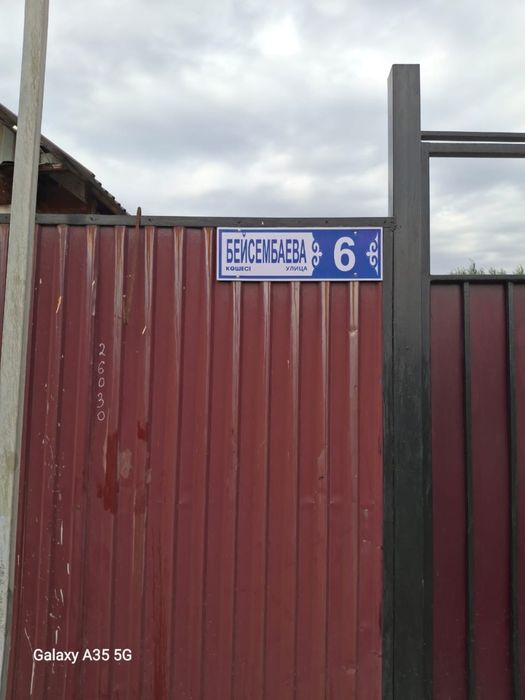 БЕЙСЕМБАЕВА 6
КӨШЕСІ УЛИЦА
26030
Galaxy A35 5G